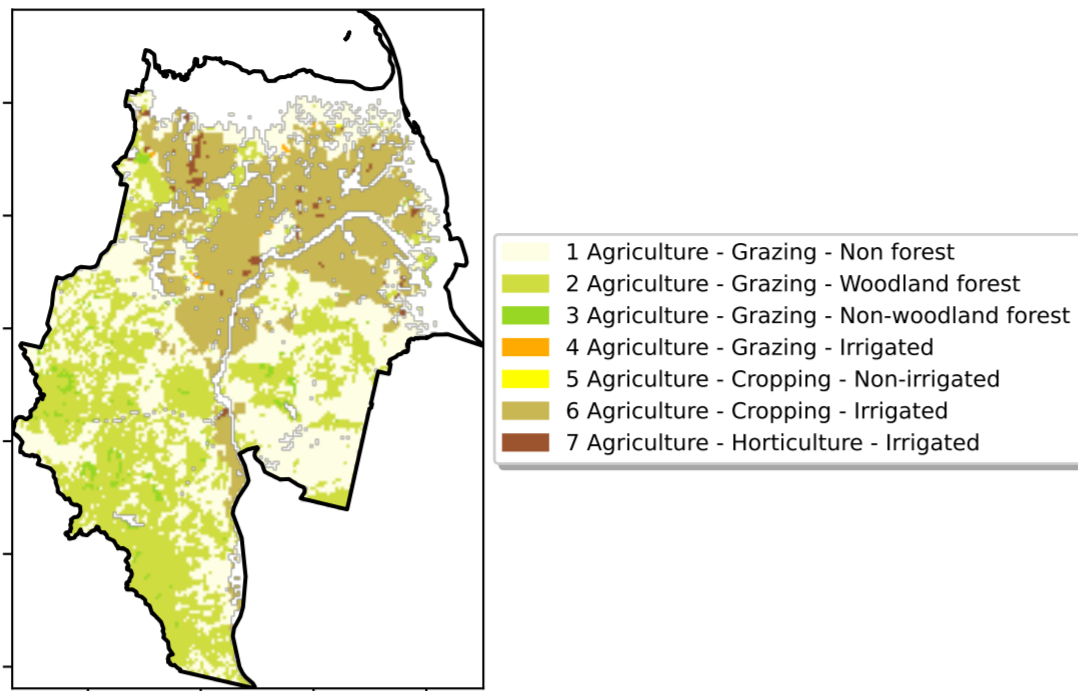 1 Agriculture - Grazing - Non forest
2 Agriculture - Grazing - Woodland forest
3 Agriculture - Grazing - Non-woodland forest
4 Agriculture - Grazing - Irrigated
5 Agriculture - Cropping - Non-irrigated
6 Agriculture - Cropping - Irrigated
7 Agriculture - Horticulture - Irrigated